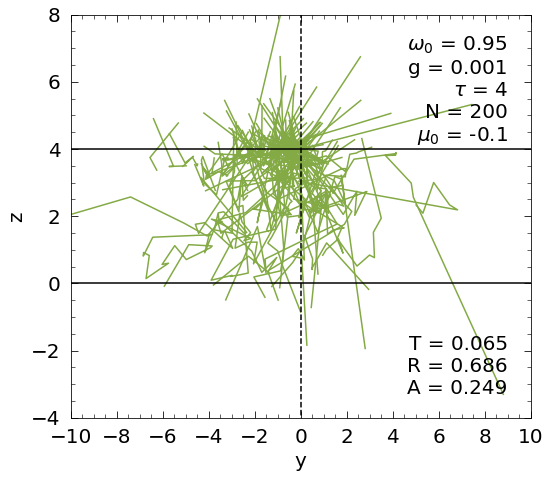 8
6
4
2
0
−2
−4
z
ω₀ = 0.95
g = 0.001
τ = 4
N = 200
μ₀ = -0.1
T = 0.065
R = 0.686
A = 0.249
−10 −8 −6 −4 −2 0 2 4 6 8 10
y